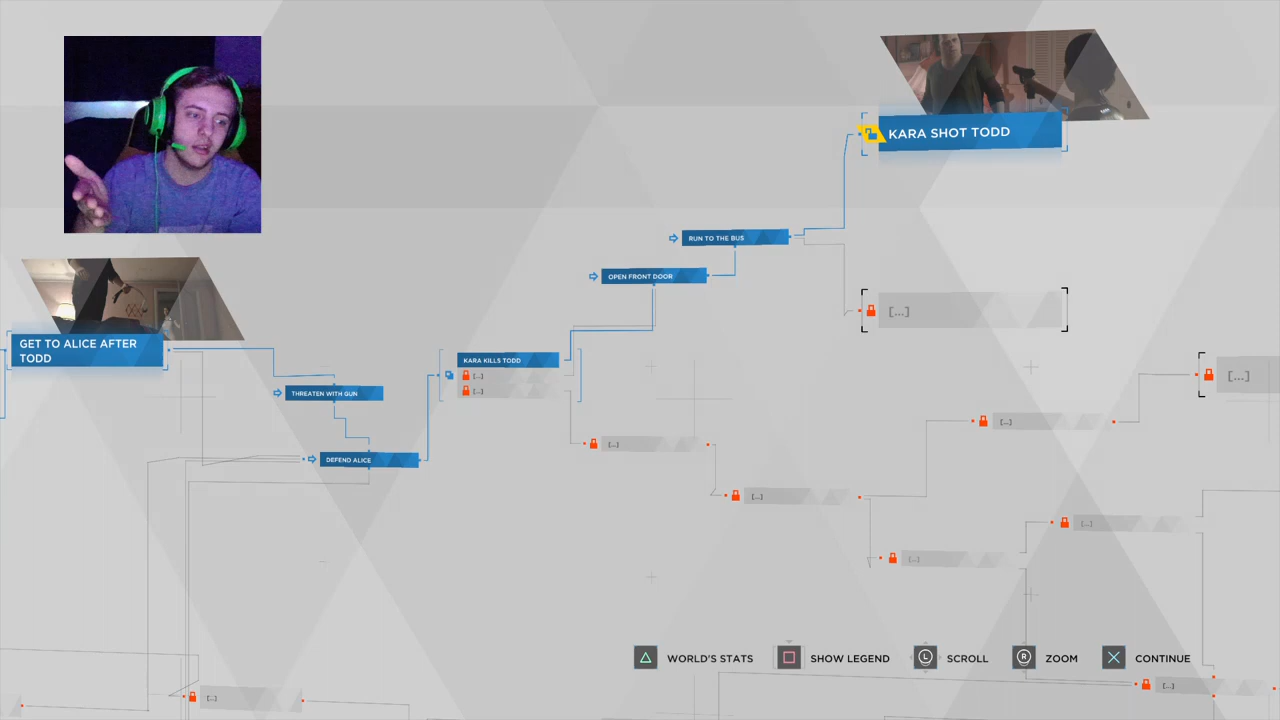 KARA SHOT TODD
RUN TO THE BUS
OPEN FRONT DOOR
[...]
GET TO ALICE AFTER
TODD
KARA KILLS TODD
[...]
[...]
[...]
THREATEN WITH GUN
[...]
[...]
DEFEND ALICE
[...]
[...]
[...]
WORLD'S STATS
SHOW LEGEND
L
SCROLL
R
ZOOM
CONTINUE
[...]
[...]